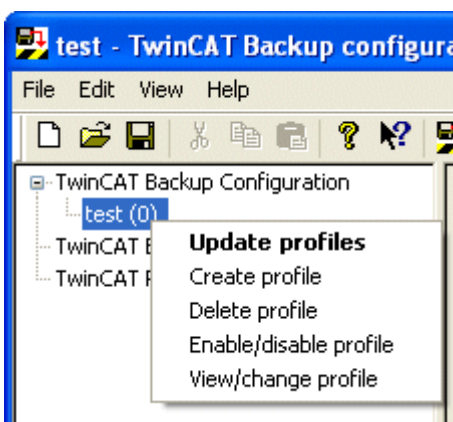 test - TwinCAT Backup configura
File Edit View Help
TwinCAT Backup Configuration
test (0)
TwinCAT
TwinCAT
Update profiles
Create profile
Delete profile
Enable/disable profile
View/change profile